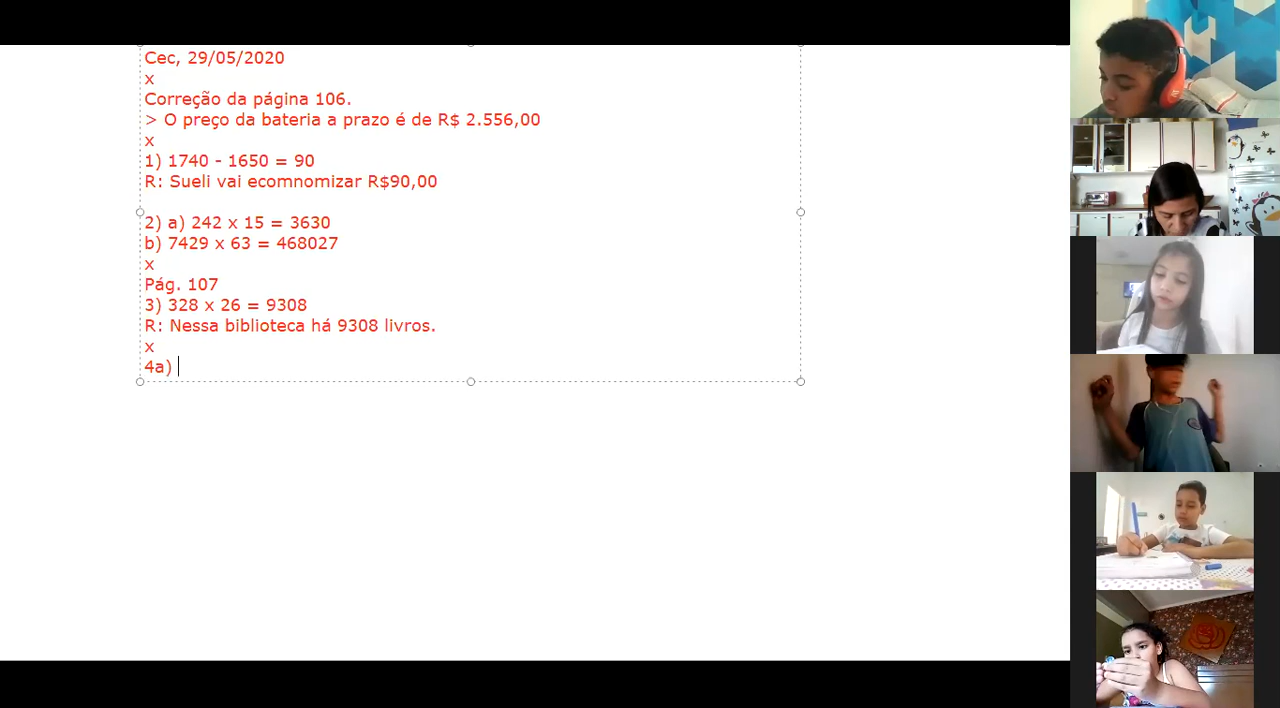 Cec, 29/05/2020
x
Correção da página 106.
> O preço da bateria a prazo é de R$ 2.556,00
x
1) 1740 - 1650 = 90
R: Sueli vai ecomnomizar R$90,00
2) a) 242 x 15 = 3630
b) 7429 x 63 = 468027
x
Pág. 107
3) 328 x 26 = 9308
R: Nessa biblioteca há 9308 livros.
x
4a)